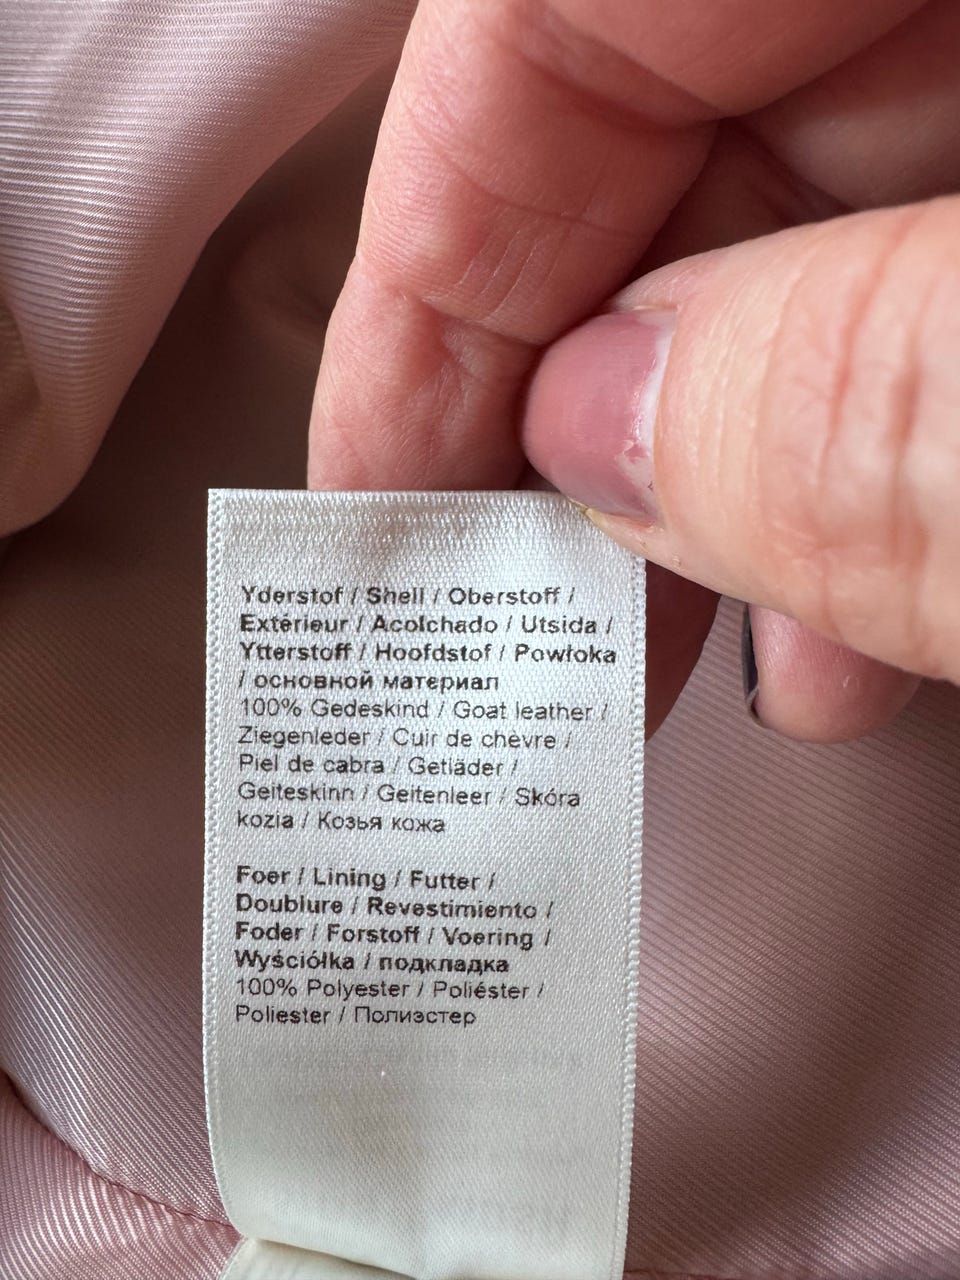 Yderstof / Shell / Oberstoff /
Extérieur / Acolchado / Utsida /
Ytterstoff / Hoofdstof / Powłoka
/ основной материал
100% Gedeskind / Goat leather /
Ziegenleder / Cuir de chèvre /
Piel de cabra / Getläder /
Geiteskinn / Geitenleer / Skóra
kozla / Козья кожа
Foer / Lining / Futter /
Doublure / Revestimiento /
Foder / Forstoff / Voering /
Wyściółka / подкладка
100% Polyester / Poliéster /
Poliester / Полиэстер